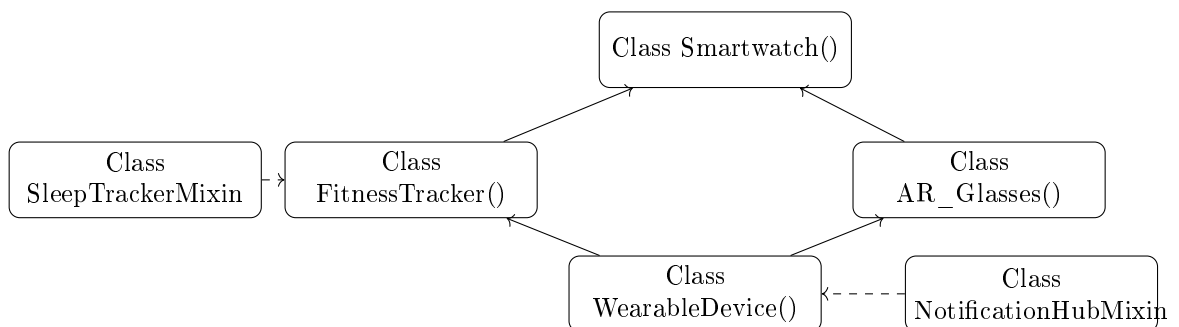 Class Smartwatch()
Class
SleepTrackerMixin
Class
FitnessTracker()
Class
AR_Glasses()
Class
WearableDevice()
Class
NotificationHubMixin